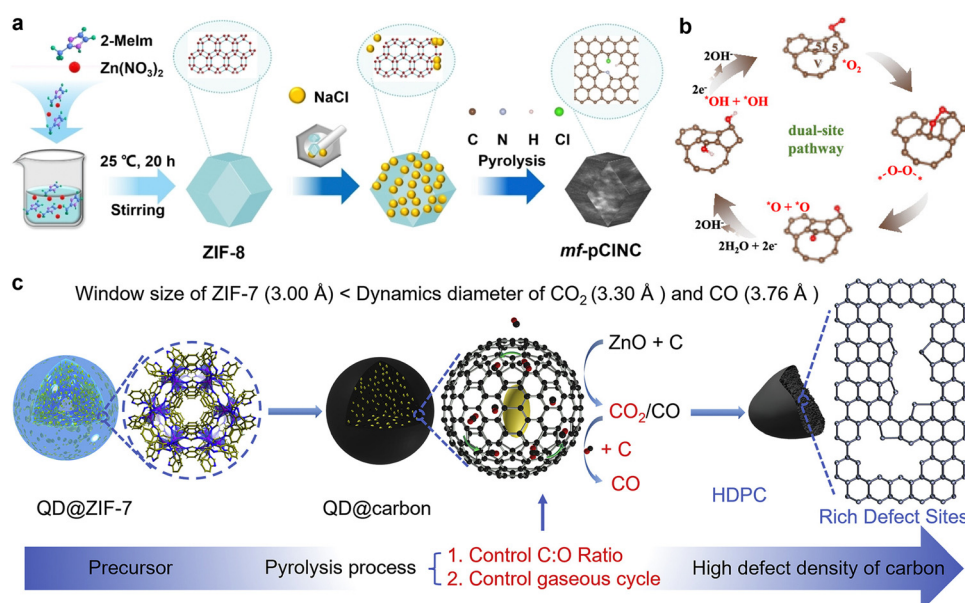 a
2-MeIm
Zn(NO₃)₂
25 ℃, 20 h
Stirring
ZIF-8
NaCl
C N H Cl
Pyrolysis
mf-pClNC
b
5 5
V
*O₂
2OH⁻
2e⁻
*OH + *OH
dual-site
pathway
*-O-O-*
*O + *O
2OH⁻
2H₂O + 2e⁻
c
Window size of ZIF-7 (3.00 Å) < Dynamics diameter of CO₂ (3.30 Å ) and CO (3.76 Å )
ZnO + C
CO₂/CO
+ C
CO
QD@ZIF-7
QD@carbon
HDPC
Rich Defect Sites
Precursor
Pyrolysis process
1. Control C:O Ratio
2. Control gaseous cycle
High defect density of carbon